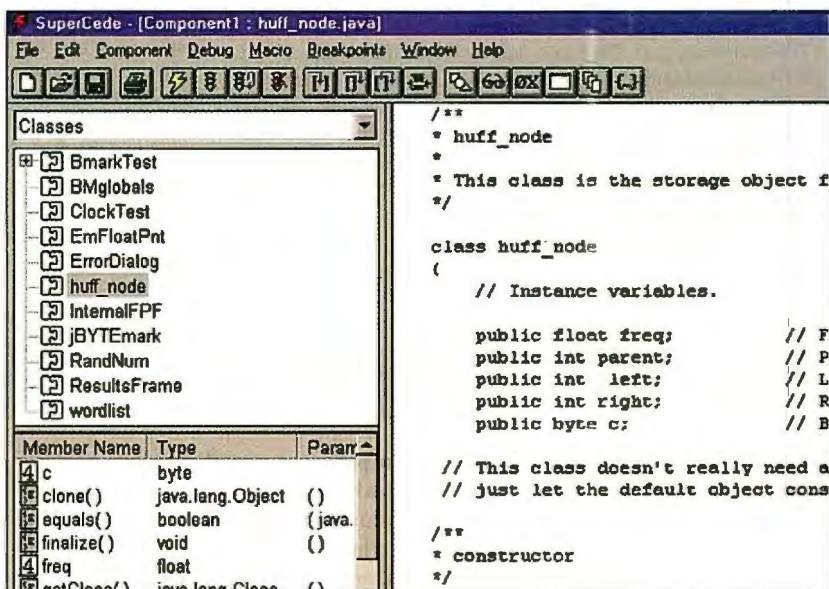 SuperCede - [Component1 : huff_node.java]
File Edit Component Debug Macro Breakpoints Window Help
Classes
BmarkTest
BMglobals
ClockTest
EmFloatPnt
ErrorDialog
huff_node
InternalFPF
jBYTEmark
RandNum
ResultsFrame
wordlist
Member Name Type Param
c byte
clone() java.lang.Object ()
equals() boolean (java.
finalize() void ()
freq float
getClass() java.lang.Class ()
/**
* huff_node
*
* This class is the storage object f
*/
class huff_node
{
// Instance variables.
public float freq; // F
public int parent; // P
public int left; // L
public int right; // R
public byte c; // B
// This class doesn't really need a
// just let the default object cons
/**
* constructor
*/